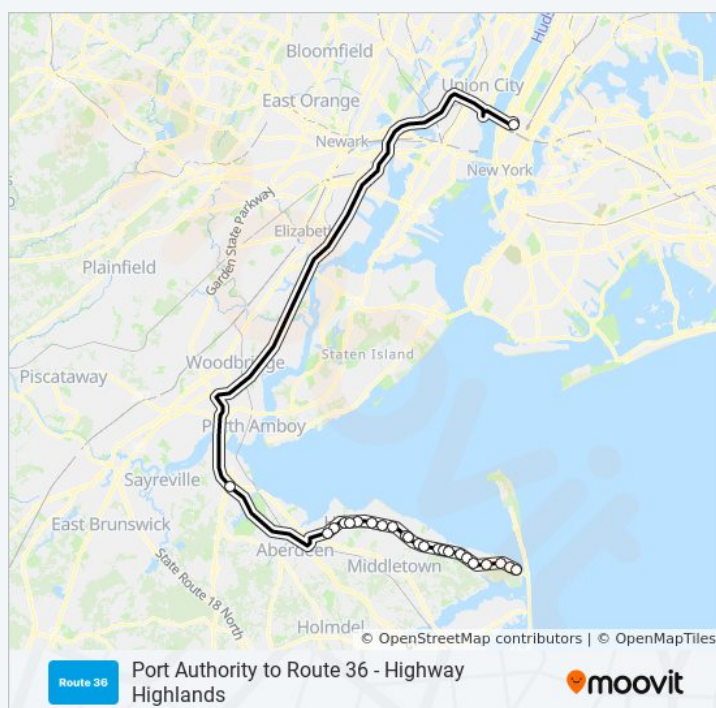 Bloomfield
Huds
Union City
East Orange
Newark
New York
Garden State Parkway
Elizabeth
Plainfield
Staten Island
Woodbridge
Piscataway
Perth Amboy
Sayreville
East Brunswick
Aberdeen
Middletown
State Route 18 North
Holmdel
© OpenStreetMap contributors | © OpenMapTiles
Route 36
Port Authority to Route 36 - Highway
Highlands
moovit